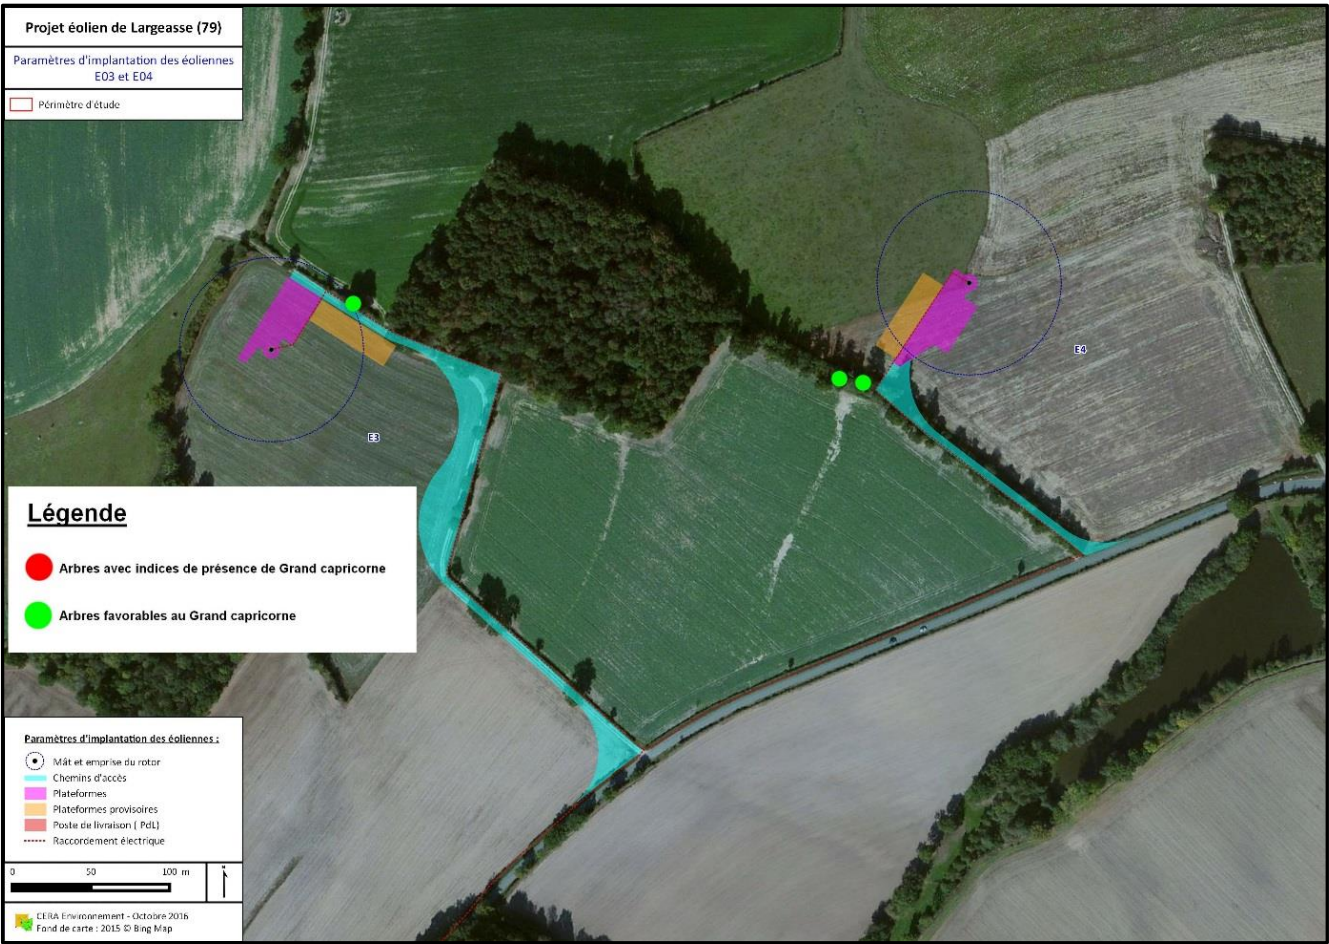 Projet éolien de Largeasse (79)
Paramètres d'implantation des éoliennes
E03 et E04
Périmètre d'étude
E4
E3
Légende
Arbres avec indices de présence de Grand capricorne
Arbres favorables au Grand capricorne
Paramètres d'implantation des éoliennes :
Mât et emprise du rotor
Chemins d'accès
Plateformes
Plateformes provisoires
Poste de livraison ( PdL)
Raccordement électrique
0 50 100 m
N
CERA Environnement - Octobre 2016
Fond de carte : 2015 © Bing Map